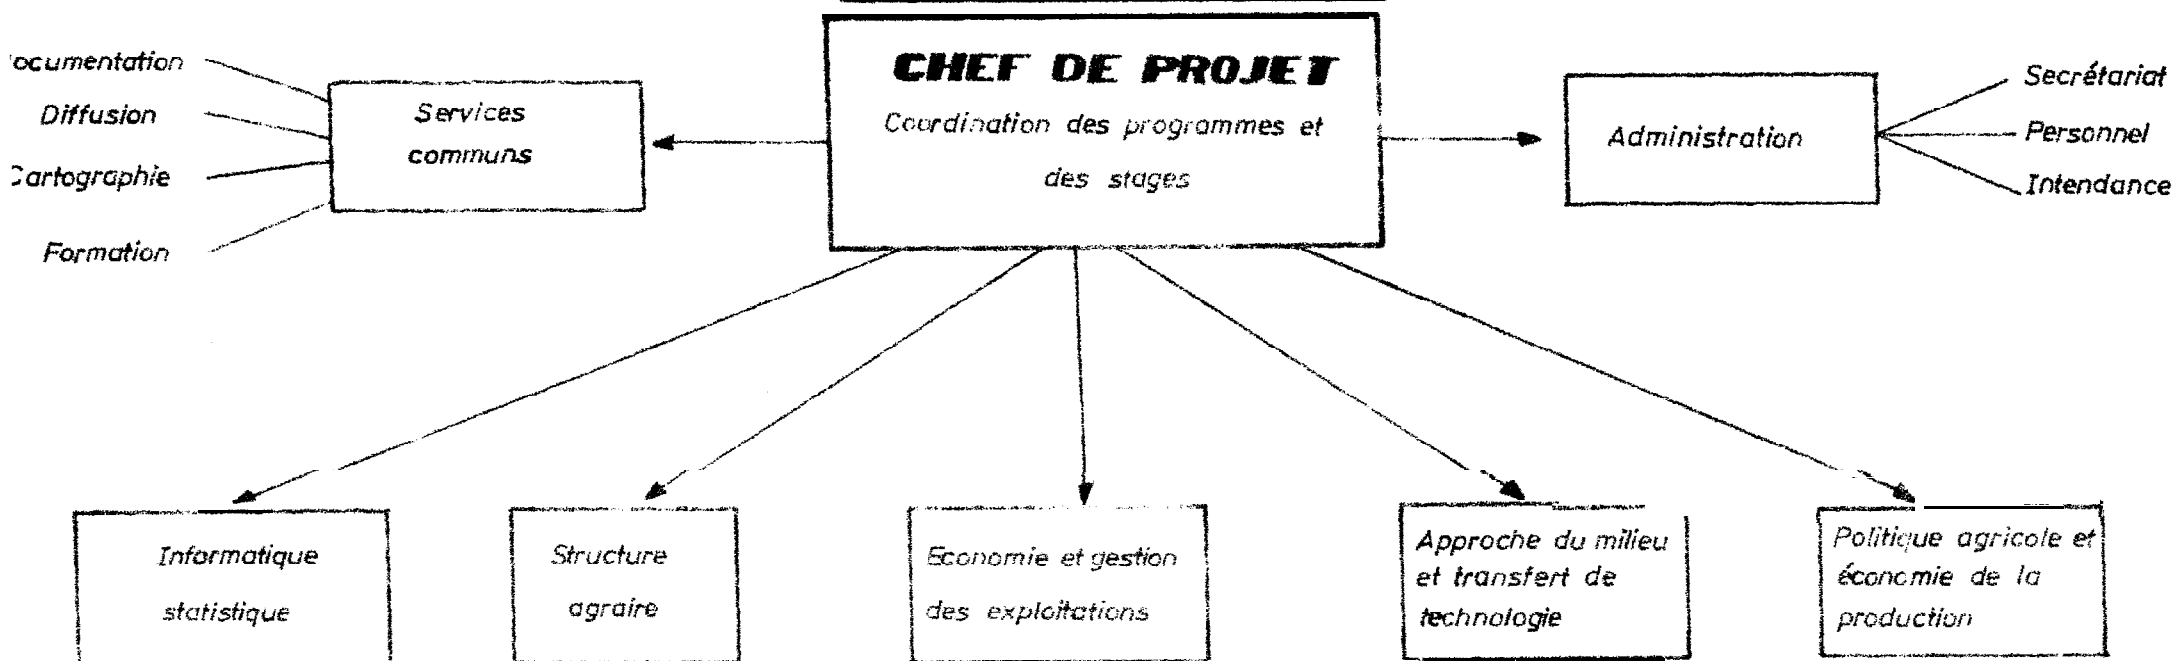 CHEF DE PROJET
Coordination des programmes et
des stages
ocumentation
Diffusion
Cartographie
Formation
Services
communs
Administration
Secrétariat
Personnel
Intendance
Informatique
statistique
Structure
agraire
Economie et gestion
des exploitations
Approche du milieu
et transfert de
technologie
Politique agricole et
économie de la
production